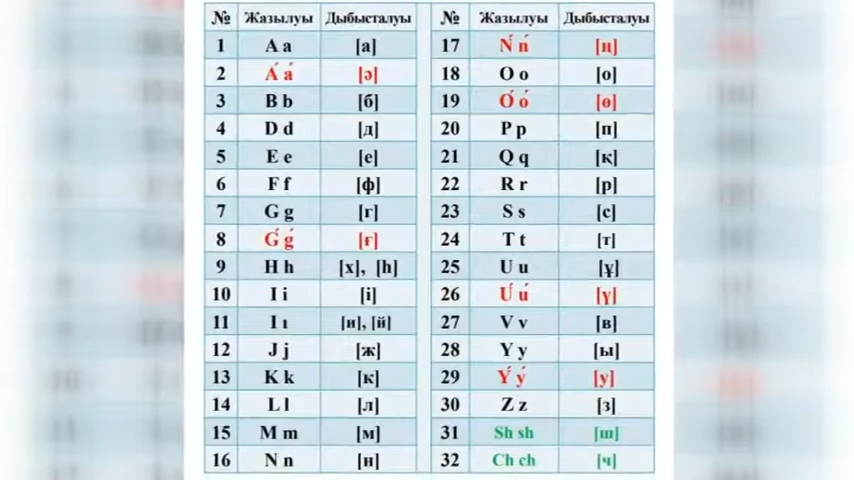 № Жазылуы Дыбысталуы № Жазылуы Дыбысталуы
1 A a [а] 17 Ń ń [ң]
2 Á á [ә] 18 O o [о]
3 B b [б] 19 Ó ó [ө]
4 D d [д] 20 P p [п]
5 E e [е] 21 Q q [қ]
6 F f [ф] 22 R r [р]
7 G g [г] 23 S s [с]
8 Ǵ ǵ [ғ] 24 T t [т]
9 H h [х], [h] 25 U u [ұ]
10 I i [і] 26 Ú ú [ү]
11 I ı [и], [й] 27 V v [в]
12 J j [ж] 28 Y y [ы]
13 K k [к] 29 Ý ý [у]
14 L l [л] 30 Z z [з]
15 M m [м] 31 Sh sh [ш]
16 N n [н] 32 Ch ch [ч]